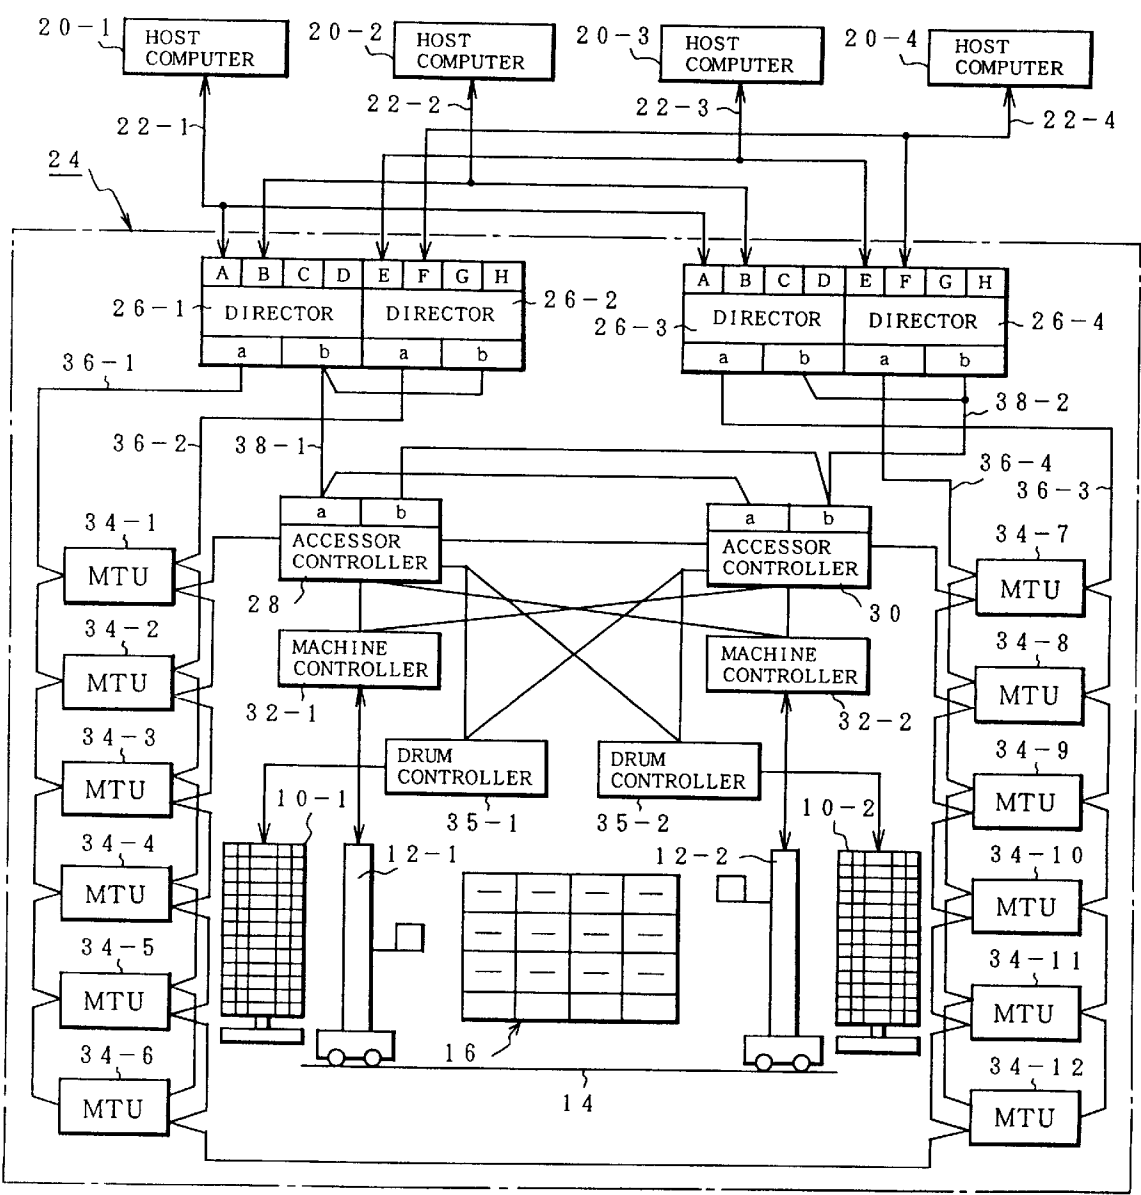 20-1
HOST
COMPUTER
20-2
HOST
COMPUTER
20-3
HOST
COMPUTER
20-4
HOST
COMPUTER
22-1
22-2
22-3
22-4
24
A B C D E F G H
26-1
DIRECTOR
DIRECTOR
26-2
a b a b
A B C D E F G H
26-3
DIRECTOR
DIRECTOR
26-4
a b a b
36-1
36-2
38-1
38-2
36-4
36-3
a b
ACCESSOR
CONTROLLER
28
a b
ACCESSOR
CONTROLLER
30
34-1
MTU
34-2
MTU
34-3
MTU
34-4
MTU
34-5
MTU
34-6
MTU
34-7
MTU
34-8
MTU
34-9
MTU
34-10
MTU
34-11
MTU
34-12
MTU
MACHINE
CONTROLLER
32-1
MACHINE
CONTROLLER
32-2
DRUM
CONTROLLER
35-1
DRUM
CONTROLLER
35-2
10-1
12-1
12-2
10-2
16
14